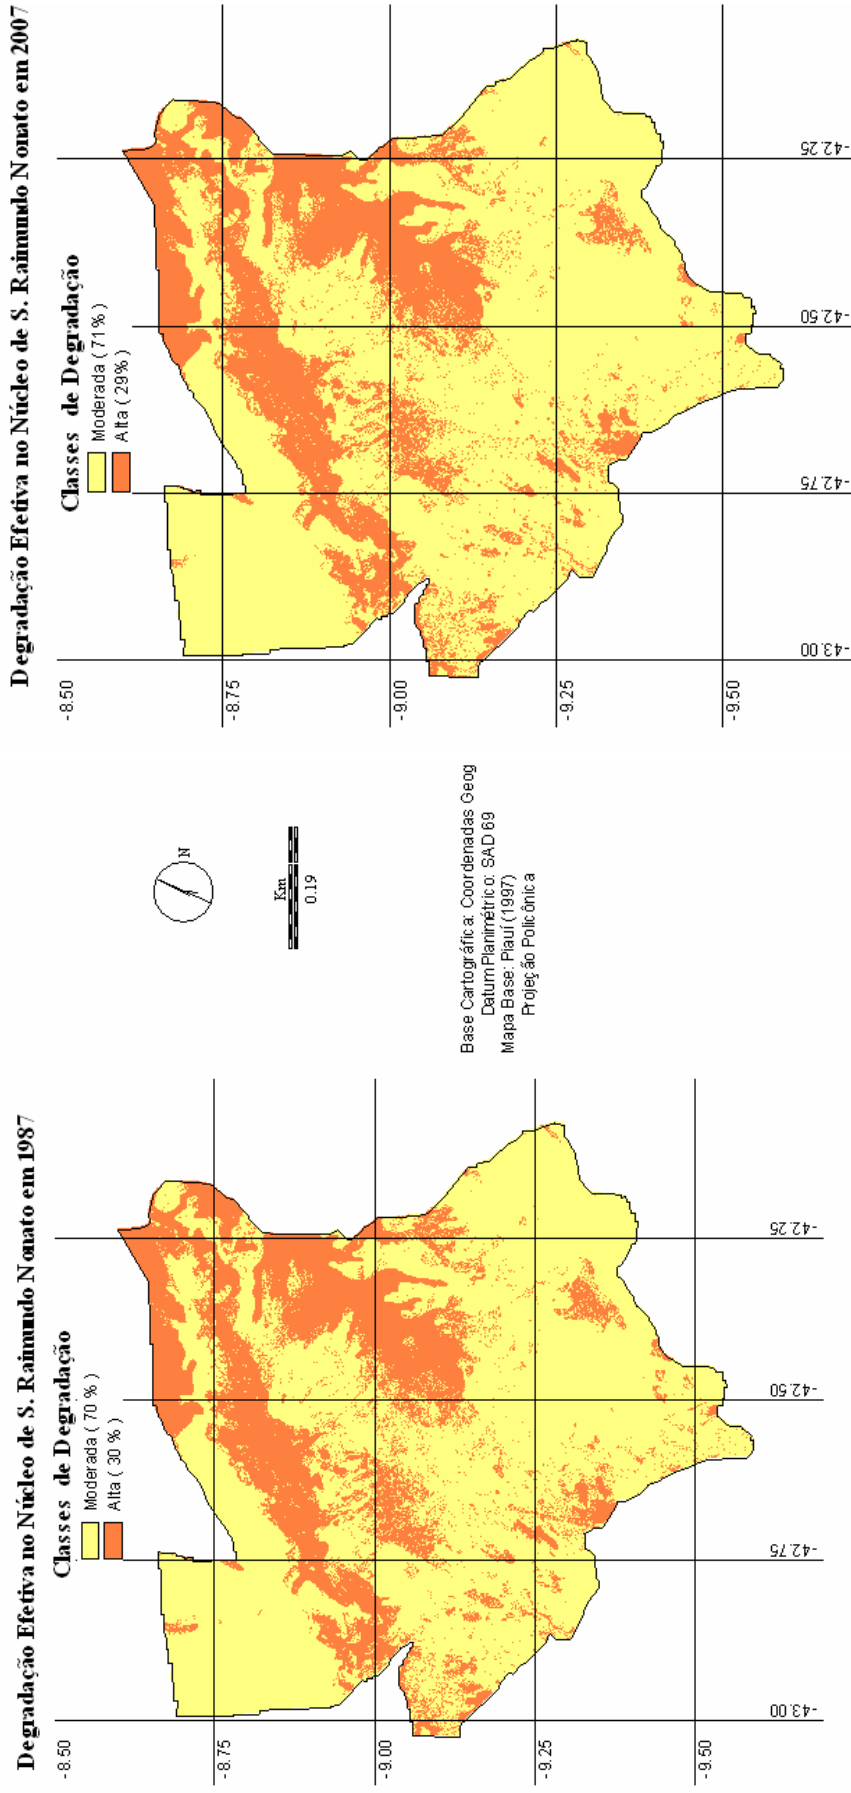 Degradação Efetiva no Núcleo de S. Raimundo Nonato em 1987
Classes de Degradação
Moderada ( 70 % )
Alta ( 30 % )
-8.50
-8.75
-9.00
-9.25
-9.50
-43.00
-42.75
-42.50
-42.25
N
Km
0.19
Base Cartográfica: Coordenadas Geog
Datum Planimétrico: SAD 69
Mapa Base: Piauí (1997)
Projeção Policônica
Degradação Efetiva no Núcleo de S. Raimundo Nonato em 2007
Classes de Degradação
Moderada ( 71% )
Alta ( 29% )
-8.50
-8.75
-9.00
-9.25
-9.50
-43.00
-42.75
-42.50
-42.25